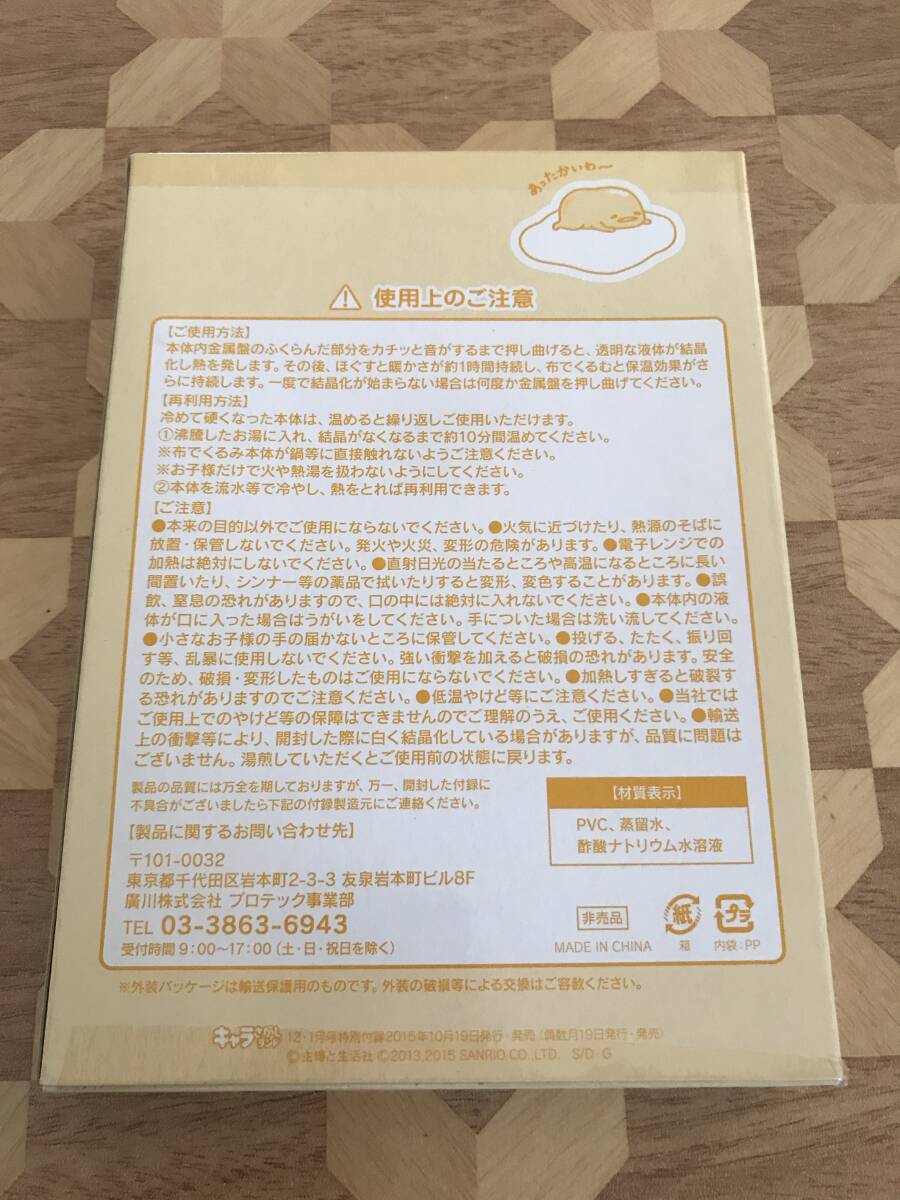 あったかいわ〜
使用上のご注意
【ご使用方法】
本体内金属盤のふくらんだ部分をカチッと音がするまで押し曲げると、透明な液体が結晶
化し熱を発します。その後、ほぐすと暖かさが約1時間持続し、布でくるむと保温効果がさ
らに持続します。一度で結晶化が始まらない場合は何度か金属盤を押し曲げてください。
【再利用方法】
冷めて硬くなった本体は、温めると繰り返しご使用いただけます。
①沸騰したお湯に入れ、結晶がなくなるまで約10分間温めてください。
※布でくるみ本体が鍋等に直接触れないようご注意ください。
※お子様だけで火や熱湯を扱わないようにしてください。
②本体を流水等で冷やし、熱をとれば再利用できます。
【ご注意】
●本来の目的以外でご使用にならないでください。●火気に近づけたり、熱源のそばに
放置・保管しないでください。発火や火災、変形の危険があります。●電子レンジでの
加熱は絶対にしないでください。●直射日光の当たるところや高温になるところに長い
間置いたり、シンナー等の薬品で拭いたりすると変形、変色することがあります。●誤
飲、窒息の恐れがありますので、口の中には絶対に入れないでください。●本体内の液
体が口に入った場合はうがいをしてください。手についた場合は洗い流してください。
●小さなお子様の手の届かないところに保管してください。●投げる、たたく、振り回
す等、乱暴に使用しないでください。強い衝撃を加えると破損の恐れがあります。安全
のため、破損・変形したものはご使用にならないでください。●加熱しすぎると破裂す
る恐れがありますのでご注意ください。●低温やけど等にご注意ください。●当社では
ご使用上でのやけど等の保障はできませんのでご理解のうえ、ご使用ください。●輸送
上の衝撃等により、開封した際に白く結晶化している場合がありますが、品質に問題は
ございません。湯煎していただくとご使用前の状態に戻ります。
製品の品質には万全を期しておりますが、万一、開封した付録に
不具合がございましたら下記の付録製造元にご連絡ください。
【製品に関するお問い合わせ先】
〒101-0032
東京都千代田区岩本町2-3-3 友泉岩本町ビル8F
廣川株式会社 プロテック事業部
TEL 03-3863-6943
受付時間 9:00〜17:00（土・日・祝日を除く）
【材質表示】
PVC、蒸留水、
酢酸ナトリウム水溶液
非売品
MADE IN CHINA
紙
箱
プラ
内袋:PP
※外装パッケージは輸送保護用のものです。外装の破損等による交換はご容赦ください。
キャラ 12・1月号特別付録2015年10月19日発行・発売（偶数月19日発行・発売）
©主婦と生活社 ©2013,2015 SANRIO CO.,LTD. S/D・G